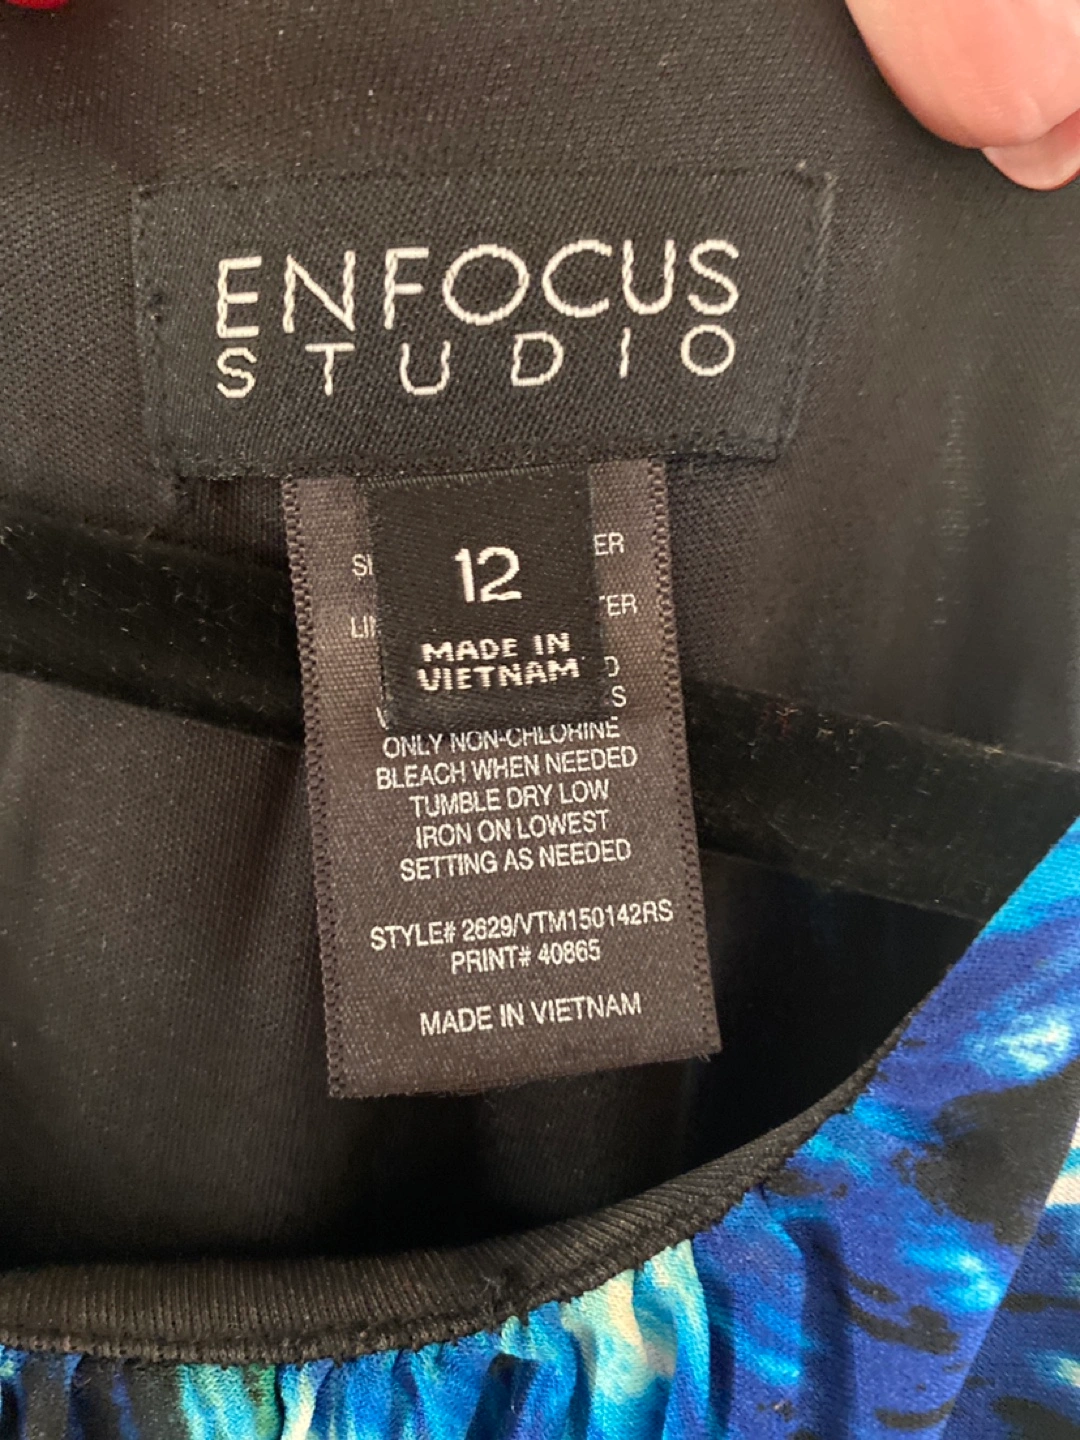 ENFOCUS
STUDIO
12
MADE IN
VIETNAM
ONLY NON-CHLORINE
BLEACH WHEN NEEDED
TUMBLE DRY LOW
IRON ON LOWEST
SETTING AS NEEDED
STYLE# 2629/VTM150142RS
PRINT# 40865
MADE IN VIETNAM